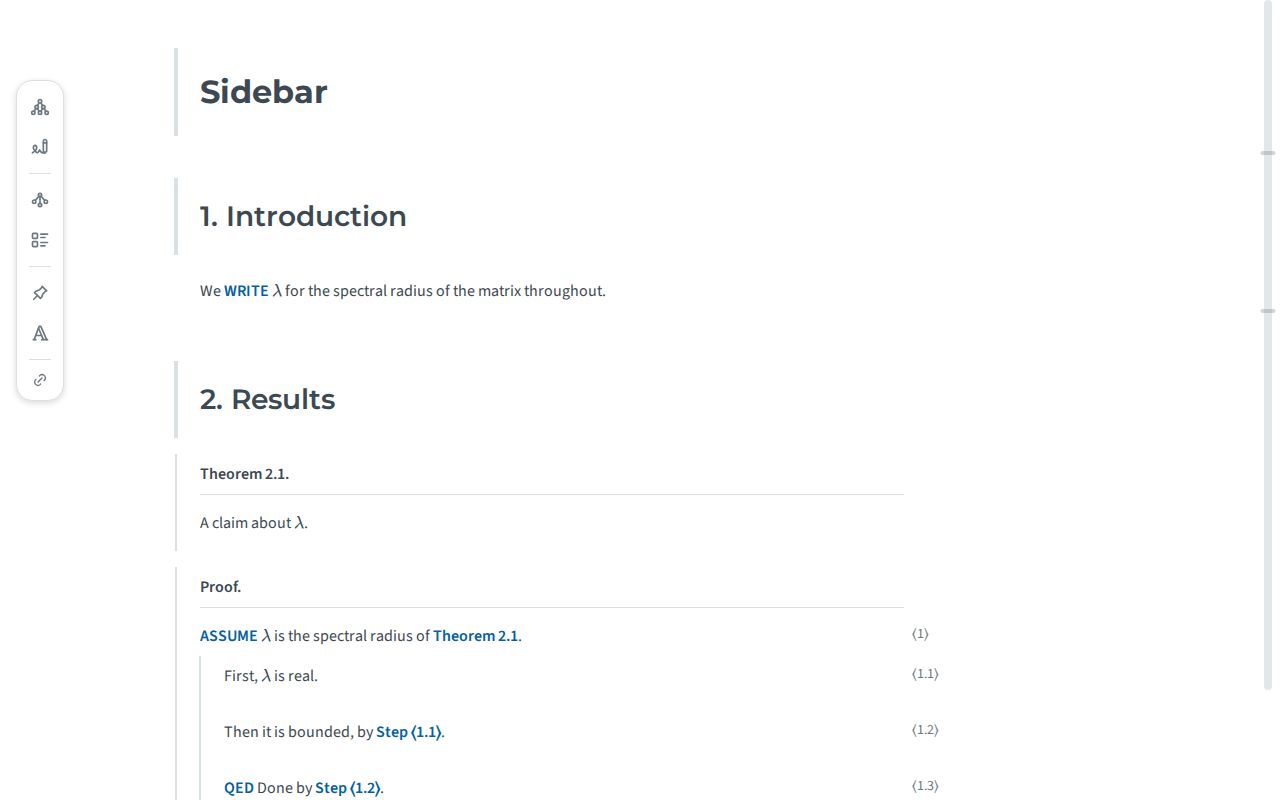 Sidebar
1. Introduction
We WRITE λ for the spectral radius of the matrix throughout.
2. Results
Theorem 2.1.
A claim about λ.
Proof.
ASSUME λ is the spectral radius of Theorem 2.1. ⟨1⟩
First, λ is real. ⟨1.1⟩
Then it is bounded, by Step ⟨1.1⟩. ⟨1.2⟩
QED Done by Step ⟨1.2⟩. ⟨1.3⟩